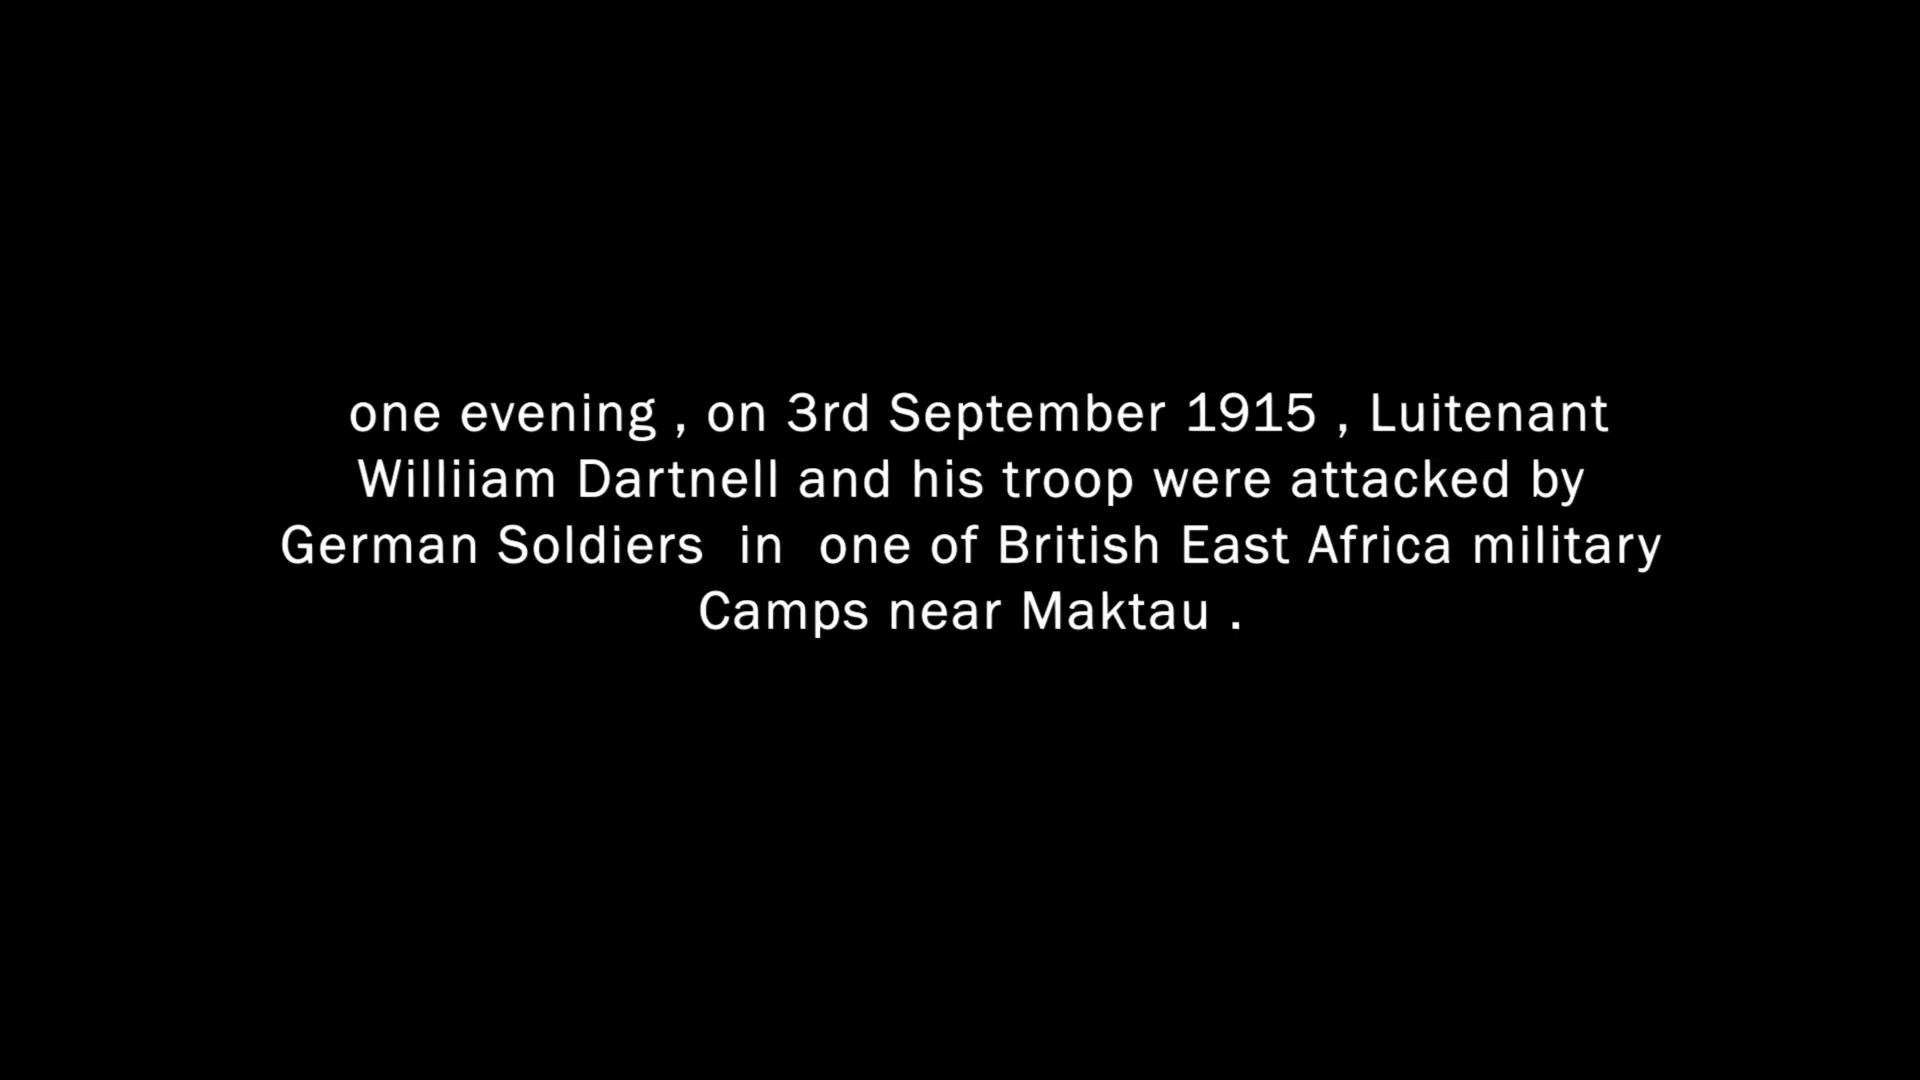 one evening , on 3rd September 1915 , Luitenant
Williiam Dartnell and his troop were attacked by
German Soldiers  in  one of British East Africa military
Camps near Maktau .